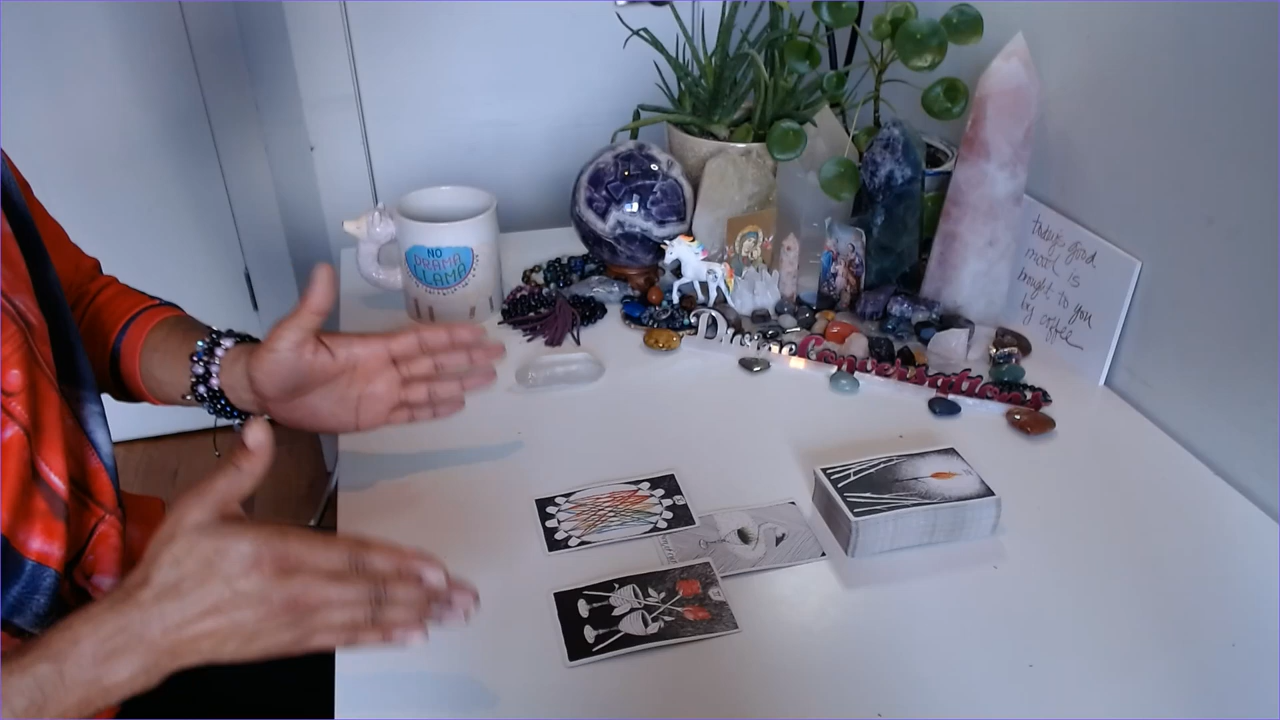 NO
DRAMA
LLAMA
Divine Conversations
today's good
mood is
brought to you
by coffee